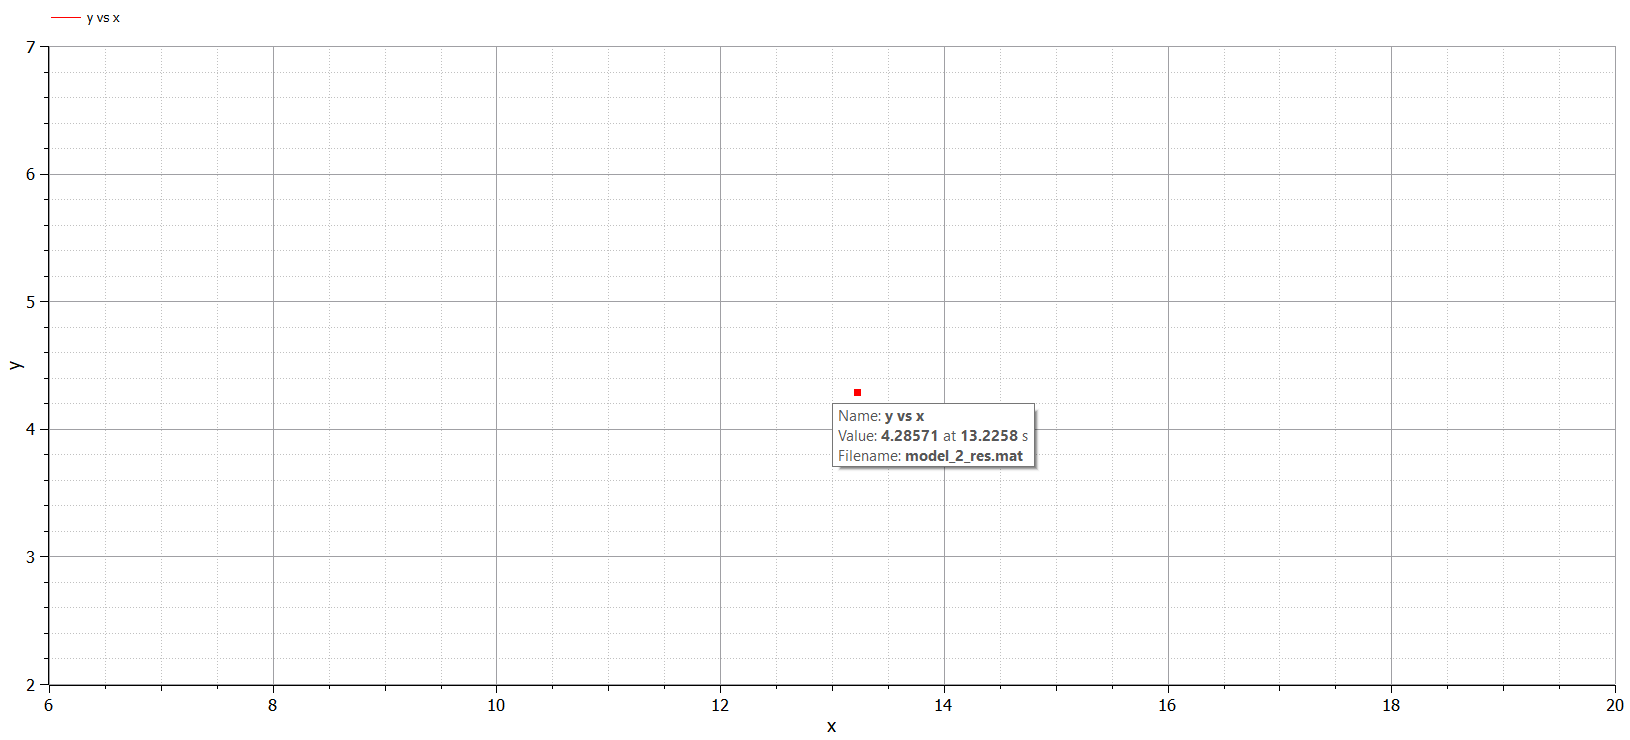 y vs x
7
6
5
y
4
3
2
Name: y vs x
Value: 4.28571 at 13.2258 s
Filename: model_2_res.mat
6 8 10 12 14 16 18 20
x